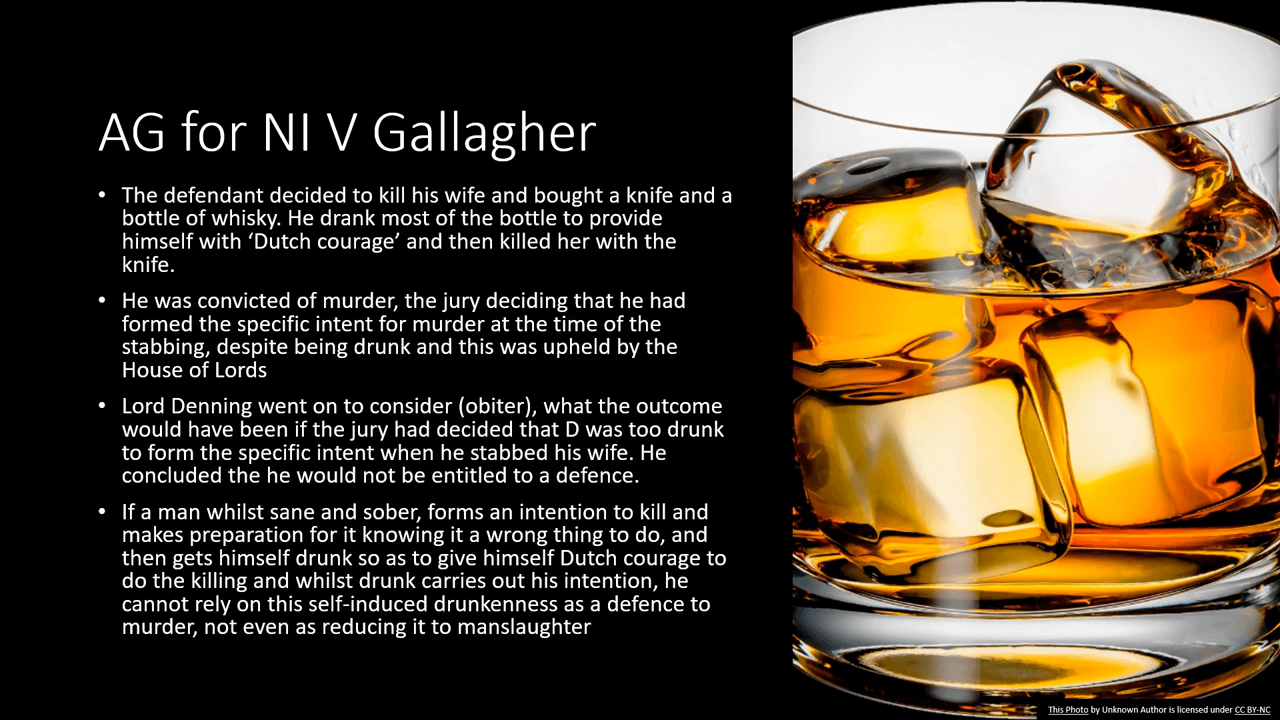 AG for NI V Gallagher
• The defendant decided to kill his wife and bought a knife and a
bottle of whisky. He drank most of the bottle to provide
himself with ‘Dutch courage’ and then killed her with the
knife.
• He was convicted of murder, the jury deciding that he had
formed the specific intent for murder at the time of the
stabbing, despite being drunk and this was upheld by the
House of Lords
• Lord Denning went on to consider (obiter), what the outcome
would have been if the jury had decided that D was too drunk
to form the specific intent when he stabbed his wife. He
concluded the he would not be entitled to a defence.
• If a man whilst sane and sober, forms an intention to kill and
makes preparation for it knowing it a wrong thing to do, and
then gets himself drunk so as to give himself Dutch courage to
do the killing and whilst drunk carries out his intention, he
cannot rely on this self-induced drunkenness as a defence to
murder, not even as reducing it to manslaughter
This Photo by Unknown Author is licensed under CC BY-NC